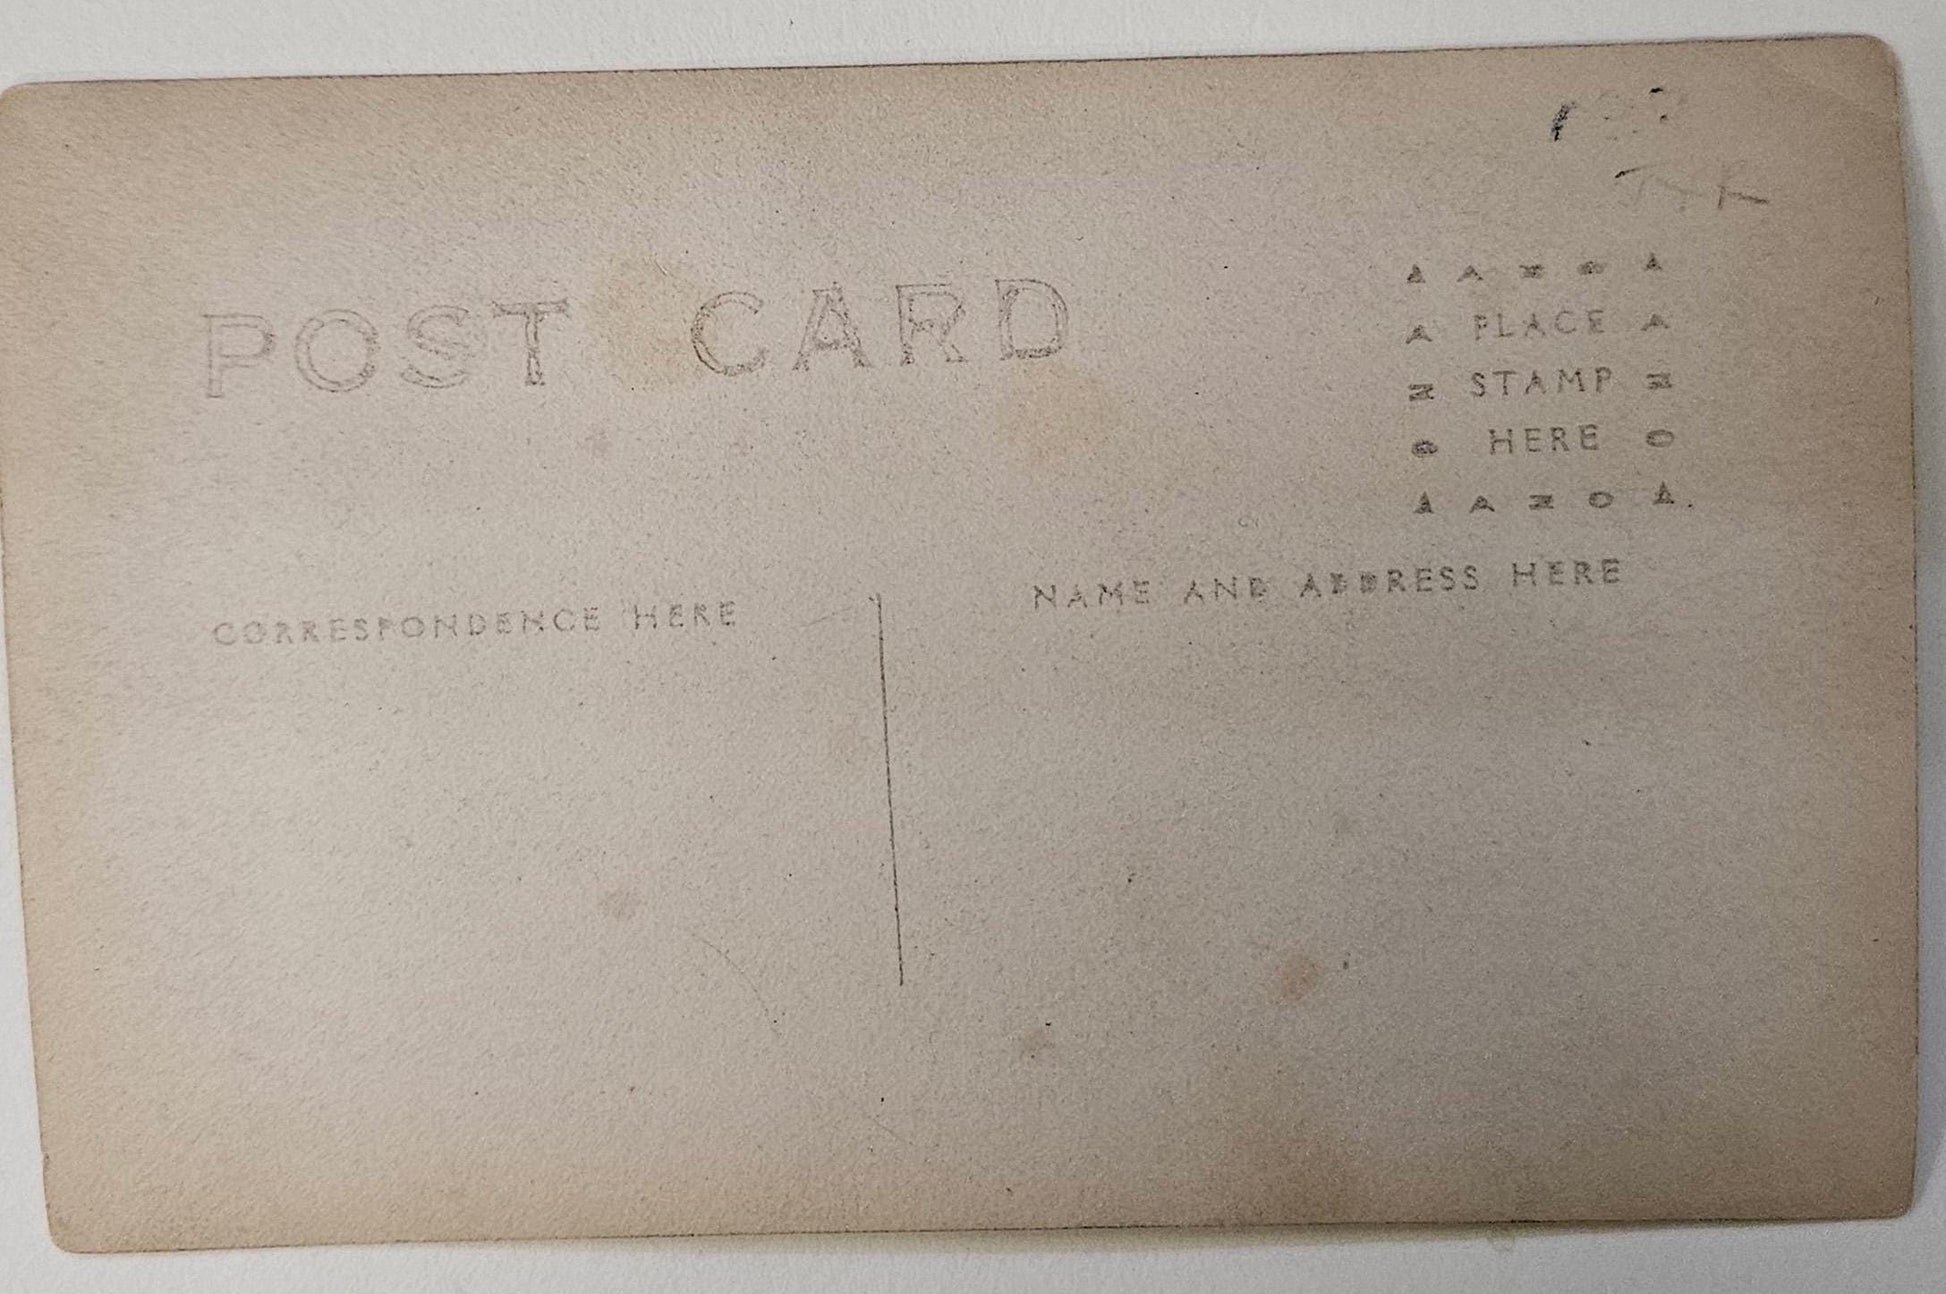 POST CARD
A A Z O A
A PLACE A
Z STAMP Z
O HERE O
A A Z O A
CORRESPONDENCE HERE
NAME AND ADDRESS HERE